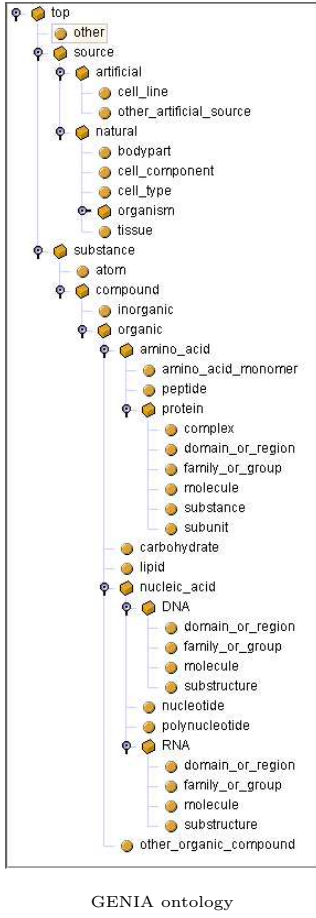 top
other
source
artificial
cell_line
other_artificial_source
natural
bodypart
cell_component
cell_type
organism
tissue
substance
atom
compound
inorganic
organic
amino_acid
amino_acid_monomer
peptide
protein
complex
domain_or_region
family_or_group
molecule
substance
subunit
carbohydrate
lipid
nucleic_acid
DNA
domain_or_region
family_or_group
molecule
substructure
nucleotide
polynucleotide
RNA
domain_or_region
family_or_group
molecule
substructure
other_organic_compound
GENIA ontology